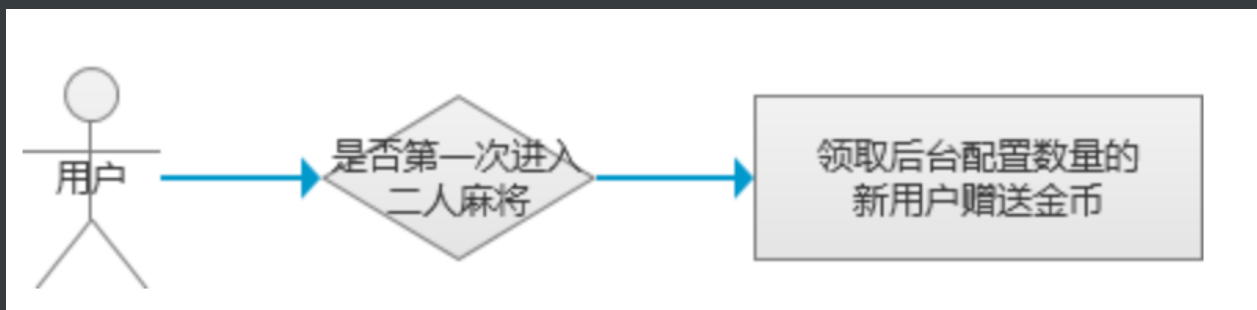 用户
是否第一次进入
二人麻将
领取后台配置数量的
新用户赠送金币